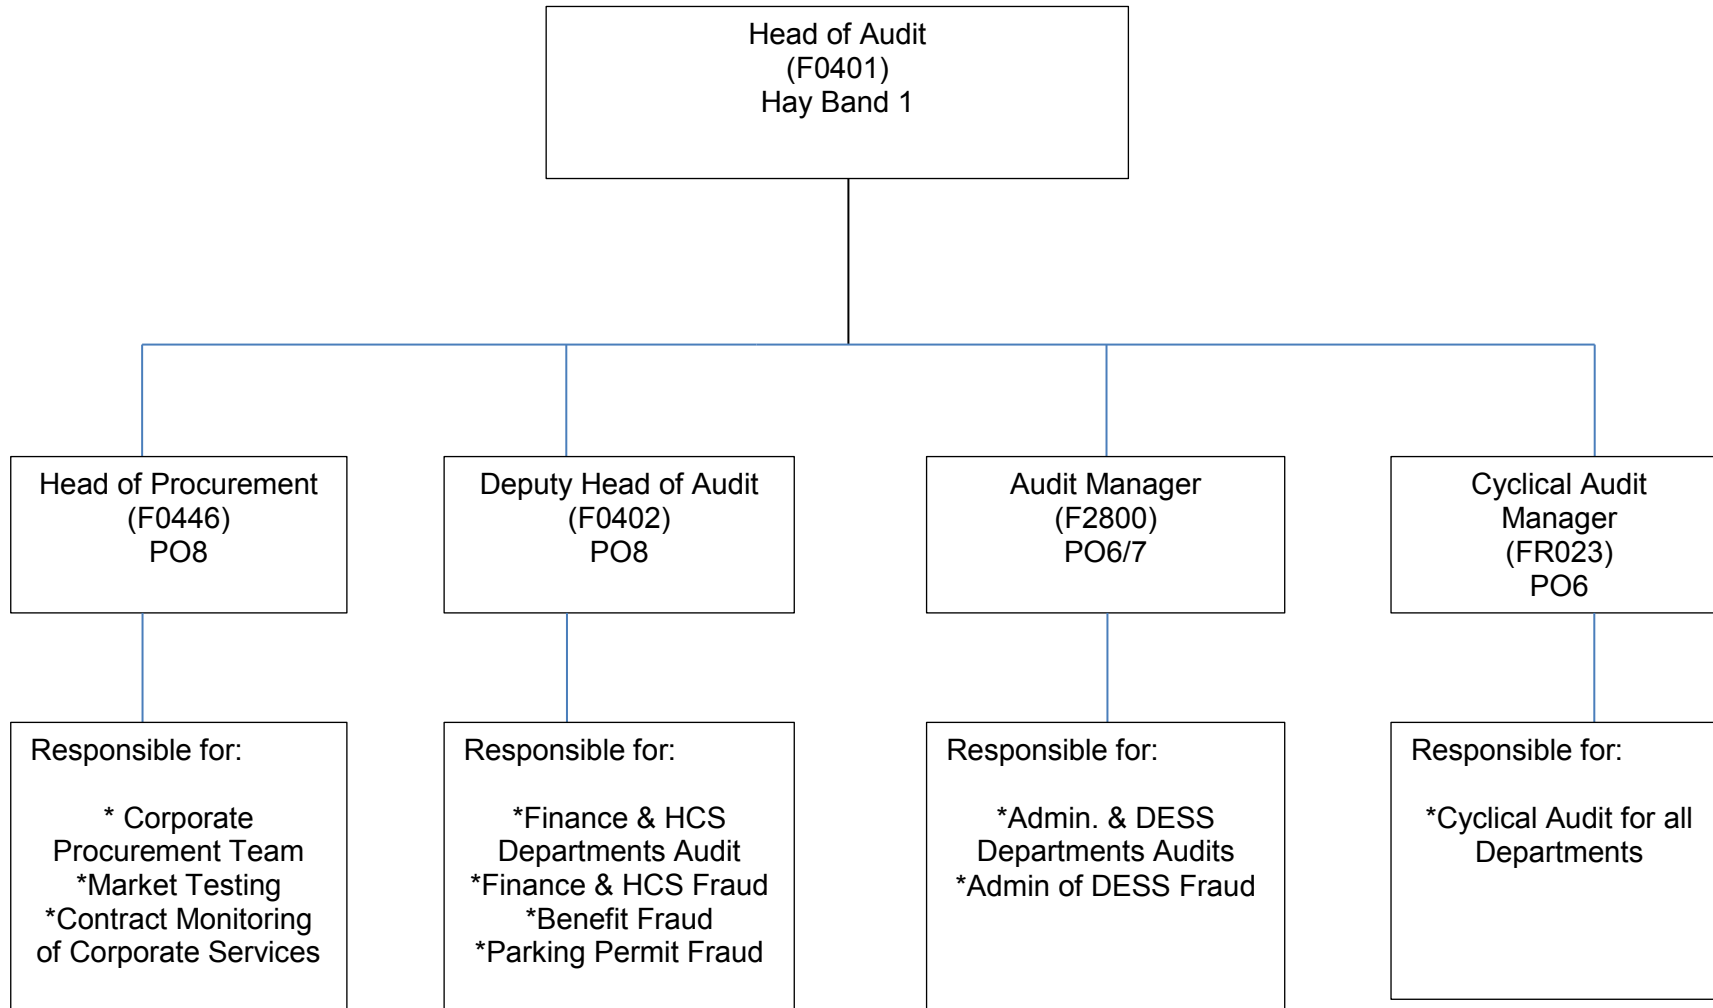 Head of Audit
(F0401)
Hay Band 1
Head of Procurement
(F0446)
PO8
Deputy Head of Audit
(F0402)
PO8
Audit Manager
(F2800)
PO6/7
Cyclical Audit
Manager
(FR023)
PO6
Responsible for:
* Corporate
Procurement Team
*Market Testing
*Contract Monitoring
of Corporate Services
Responsible for:
*Finance & HCS
Departments Audit
*Finance & HCS Fraud
*Benefit Fraud
*Parking Permit Fraud
Responsible for:
*Admin. & DESS
Departments Audits
*Admin of DESS Fraud
Responsible for:
*Cyclical Audit for all
Departments